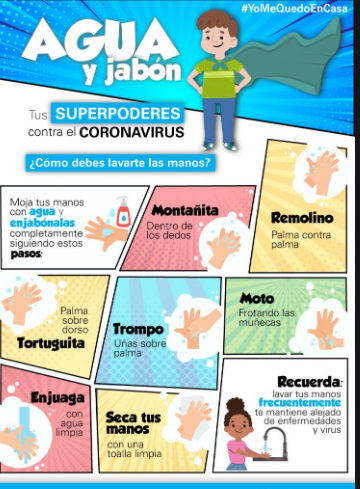 #YoMeQuedoEnCasa
AGUA
y jabón
Tus SUPERPODERES
contra el CORONAVIRUS
¿Cómo debes lavarte las manos?
Moja tus manos
con agua y
enjabónalas
completamente
siguiendo estos
pasos:
Montañita
Dentro de
los dedos
Remolino
Palma contra
palma
Palma
sobre
dorso
Tortuguita
Trompo
Uñas sobre
palma
Moto
Frotando las
muñecas
Enjuaga
con
agua
limpia
Seca tus
manos
con una
toalla limpia
Recuerda:
lavar tus manos
frecuentemente
te mantiene alejado
de enfermedades
y virus